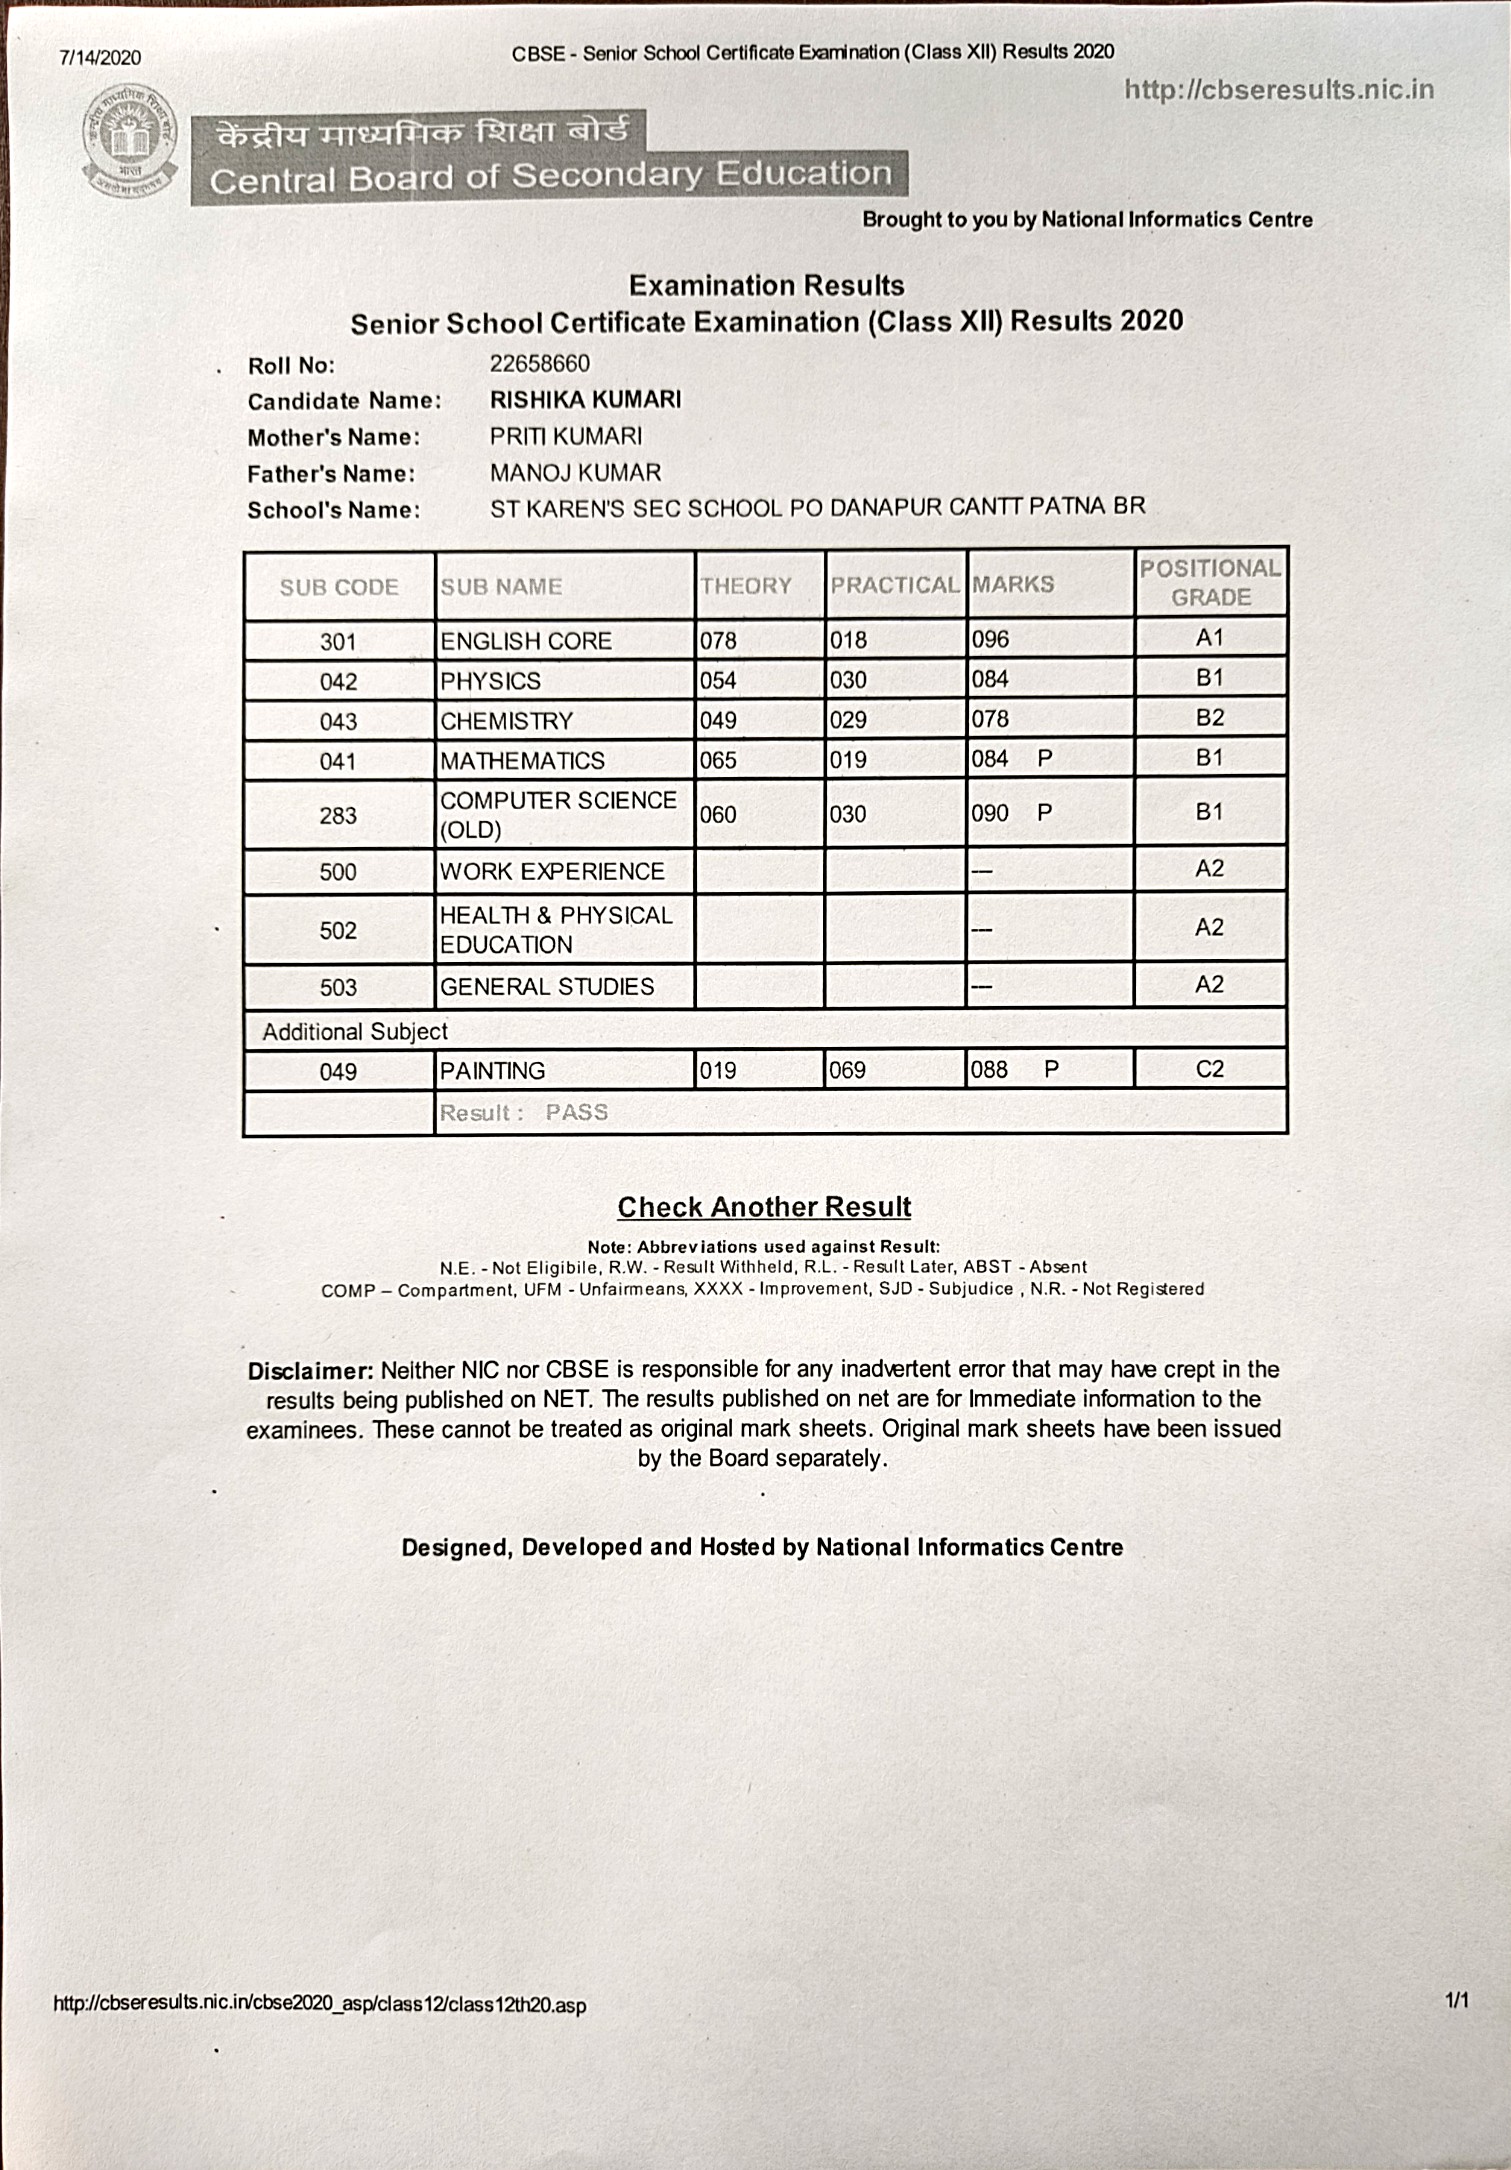 7/14/2020
CBSE - Senior School Certificate Examination (Class XII) Results 2020
http://cbseresults.nic.in
भारत
केंद्रीय माध्यमिक शिक्षा बोर्ड
Central Board of Secondary Education
Brought to you by National Informatics Centre
Examination Results
Senior School Certificate Examination (Class XII) Results 2020
Roll No: 22658660
Candidate Name: RISHIKA KUMARI
Mother's Name: PRITI KUMARI
Father's Name: MANOJ KUMAR
School's Name: ST KAREN'S SEC SCHOOL PO DANAPUR CANTT PATNA BR
SUB CODE SUB NAME THEORY PRACTICAL MARKS POSITIONAL GRADE
301 ENGLISH CORE 078 018 096 A1
042 PHYSICS 054 030 084 B1
043 CHEMISTRY 049 029 078 B2
041 MATHEMATICS 065 019 084 P B1
283 COMPUTER SCIENCE (OLD) 060 030 090 P B1
500 WORK EXPERIENCE --- A2
502 HEALTH & PHYSICAL EDUCATION --- A2
503 GENERAL STUDIES --- A2
Additional Subject
049 PAINTING 019 069 088 P C2
Result : PASS
Check Another Result
Note: Abbreviations used against Result:
N.E. - Not Eligibile, R.W. - Result Withheld, R.L. - Result Later, ABST - Absent
COMP – Compartment, UFM - Unfairmeans, XXXX - Improvement, SJD - Subjudice , N.R. - Not Registered
Disclaimer: Neither NIC nor CBSE is responsible for any inadvertent error that may have crept in the
results being published on NET. The results published on net are for Immediate information to the
examinees. These cannot be treated as original mark sheets. Original mark sheets have been issued
by the Board separately.
Designed, Developed and Hosted by National Informatics Centre
http://cbseresults.nic.in/cbse2020_asp/class12/class12th20.asp
1/1